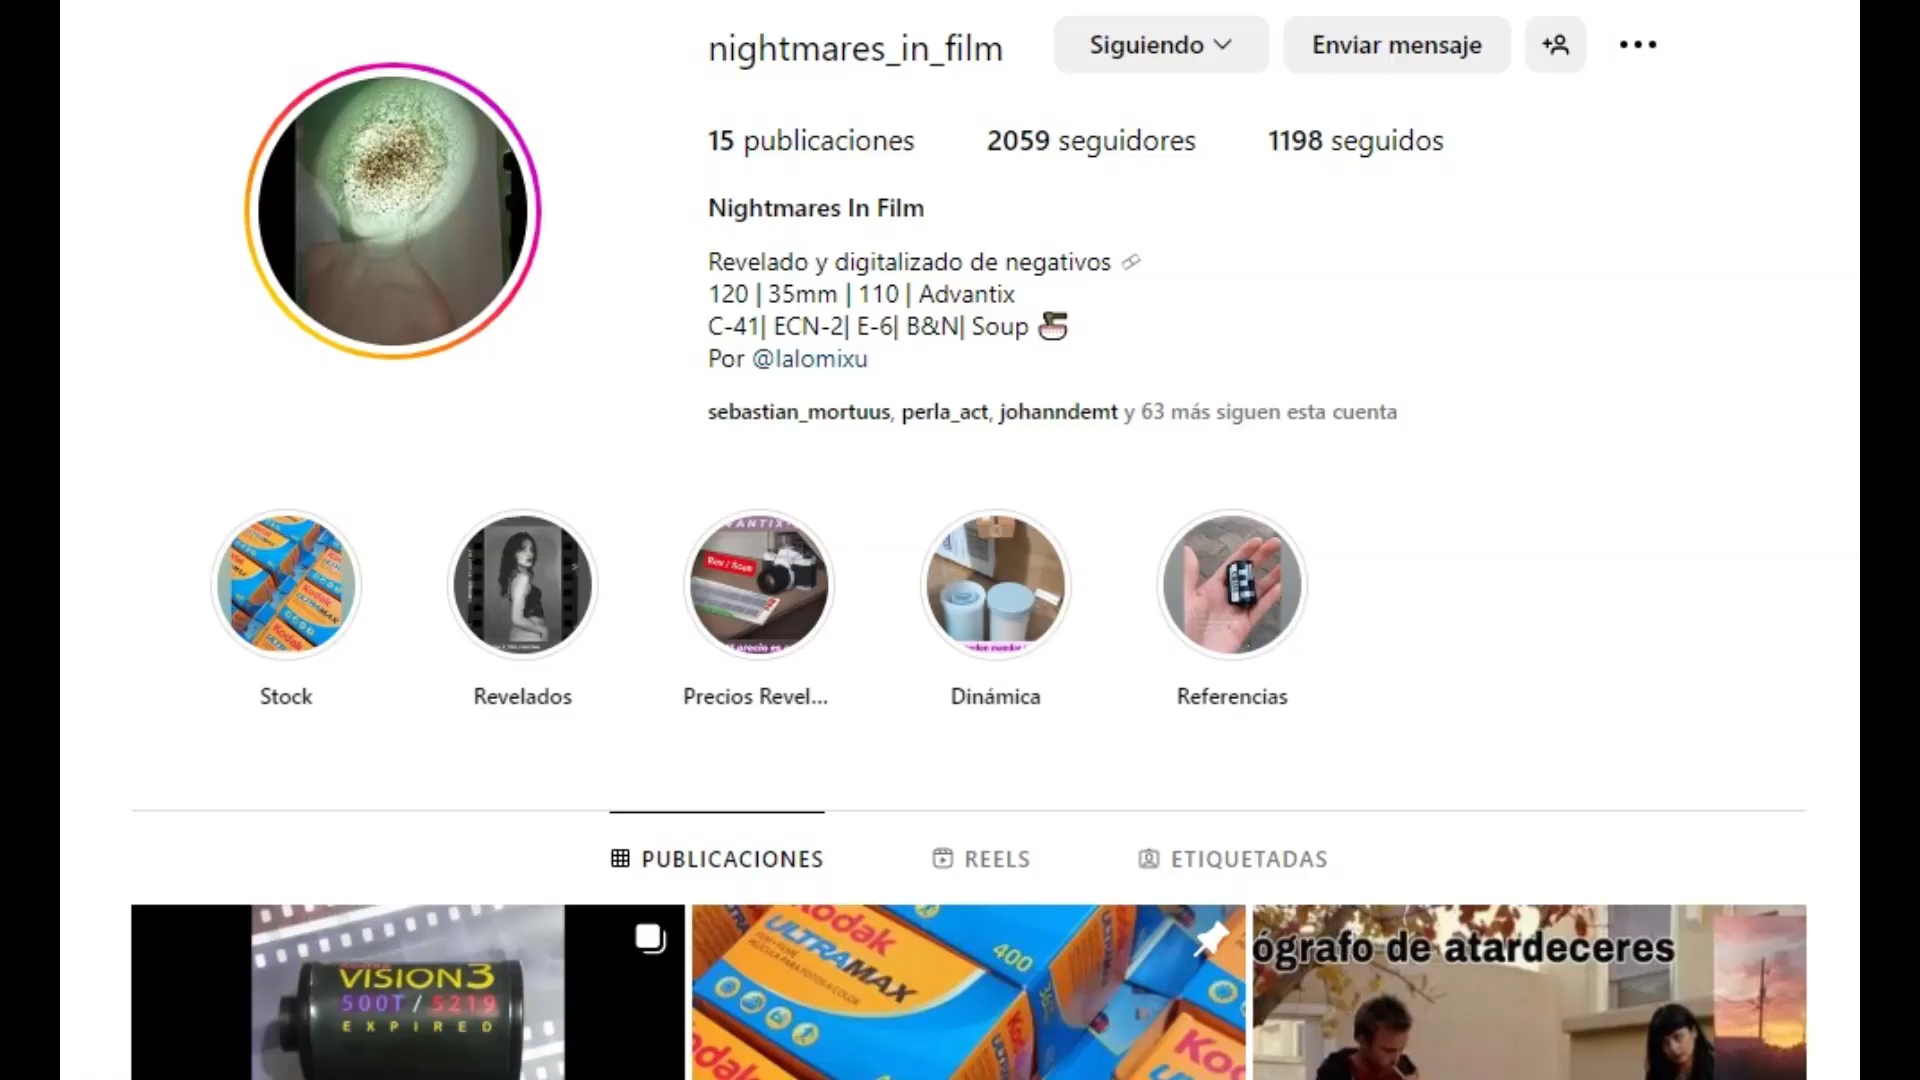 nightmares_in_film
Siguiendo
Enviar mensaje
15 publicaciones
2059 seguidores
1198 seguidos
Nightmares In Film
Revelado y digitalizado de negativos
120 | 35mm | 110 | Advantix
C-41| ECN-2| E-6| B&N| Soup
Por @lalomixu
sebastian_mortuus, perla_act, johanndemt y 63 más siguen esta cuenta
Stock
Revelados
Precios Revel...
Dinámica
Referencias
PUBLICACIONES
REELS
ETIQUETADAS
VISION3
500T / 5219
EXPIRED
Kodak
ULTRAMAX
400
ógrafo de atardeceres